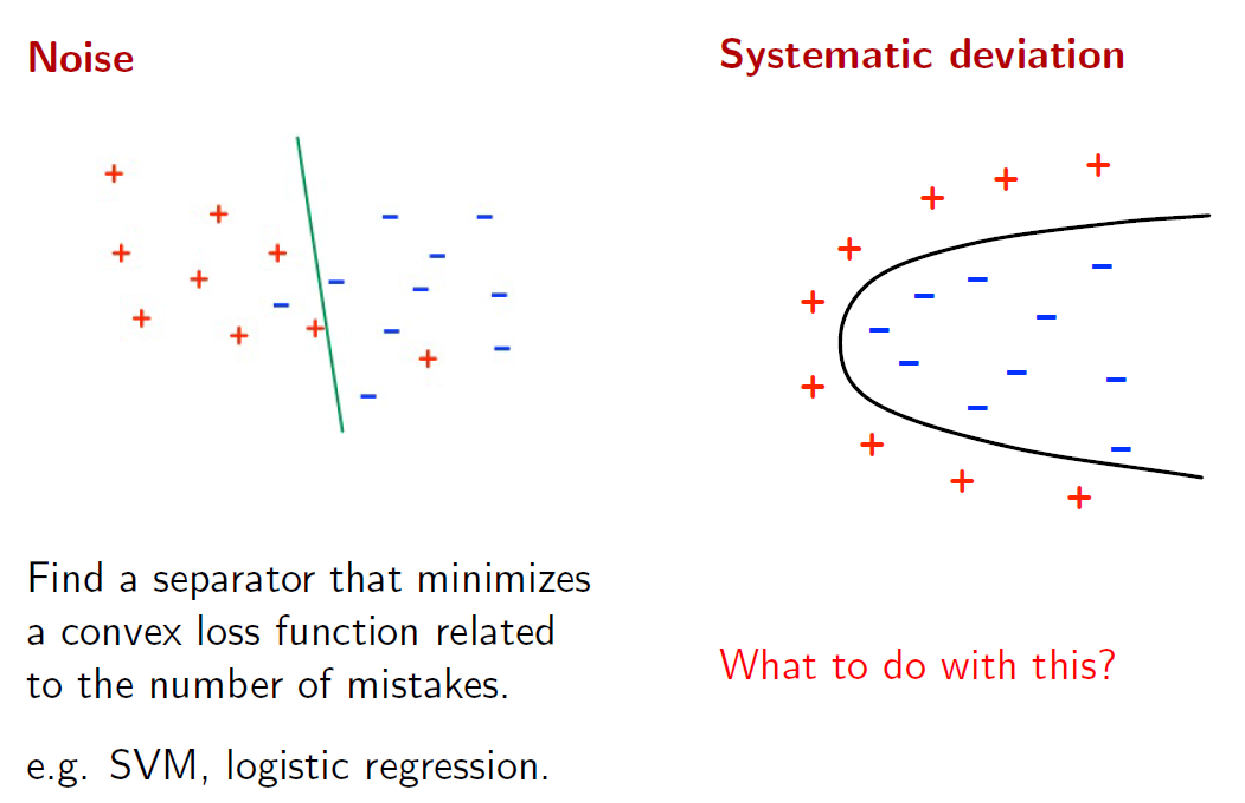 Noise
Find a separator that minimizes
a convex loss function related
to the number of mistakes.
e.g. SVM, logistic regression.
Systematic deviation
What to do with this?